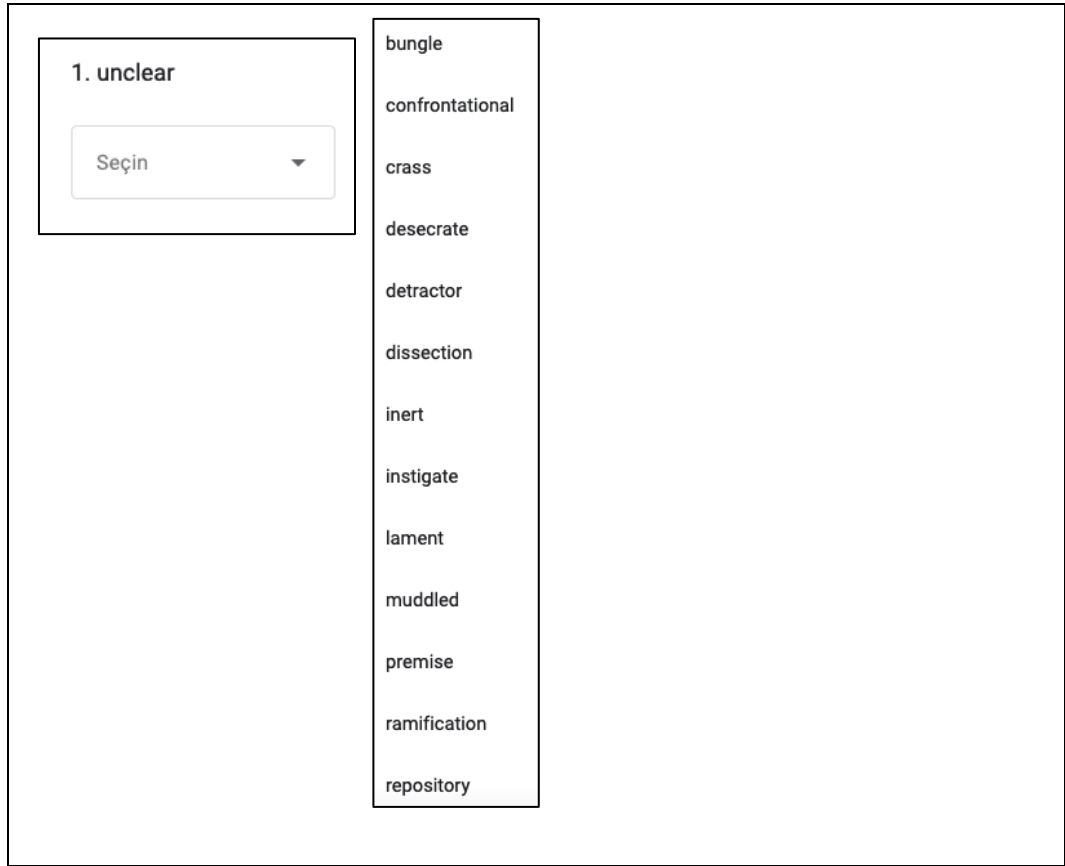 1. unclear
Seçin
bungle
confrontational
crass
desecrate
detractor
dissection
inert
instigate
lament
muddled
premise
ramification
repository